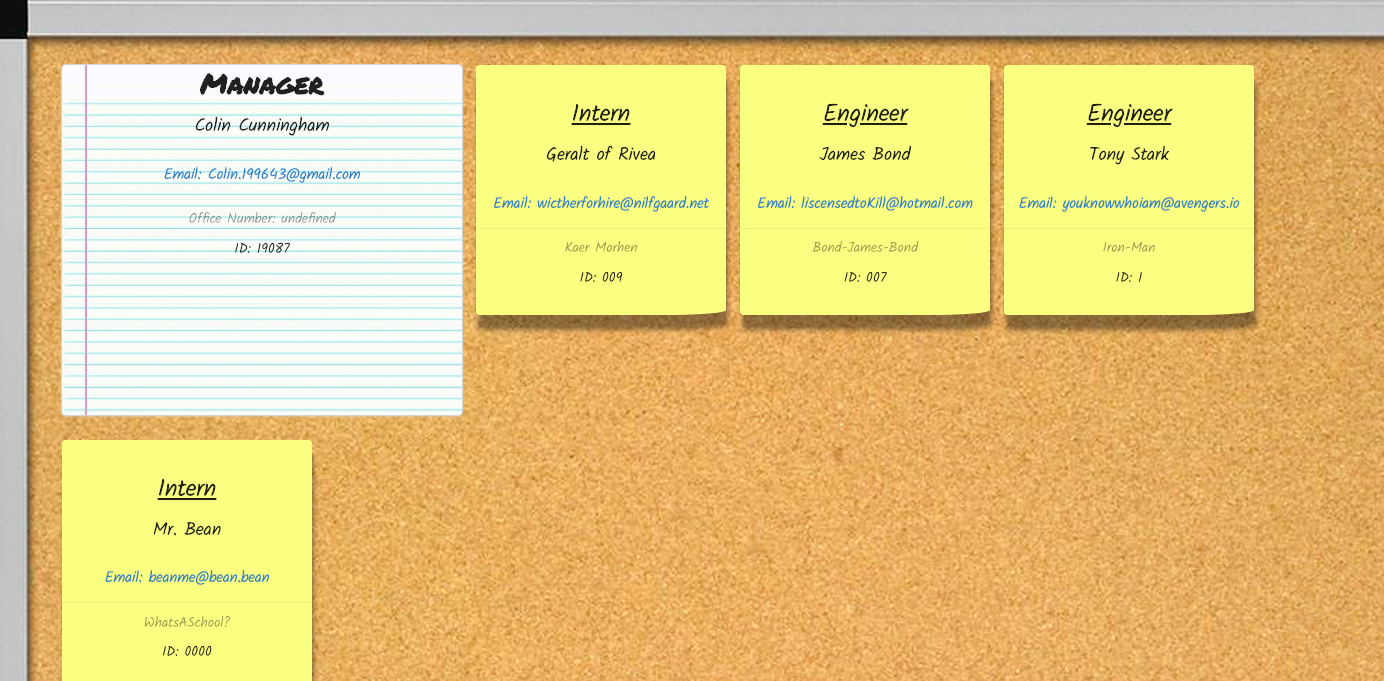 Manager
Colin Cunningham
Email: Colin.199643@gmail.com
Office Number: undefined
ID: 19087
Intern
Geralt of Rivea
Email: wictherforhire@nilfgaard.net
Kaer Morhen
ID: 009
Engineer
James Bond
Email: liscensedtoKill@hotmail.com
Bond-James-Bond
ID: 007
Engineer
Tony Stark
Email: youknowwhoiam@avengers.io
Iron-Man
ID: 1
Intern
Mr. Bean
Email: beanme@bean.bean
WhatsASchool?
ID: 0000